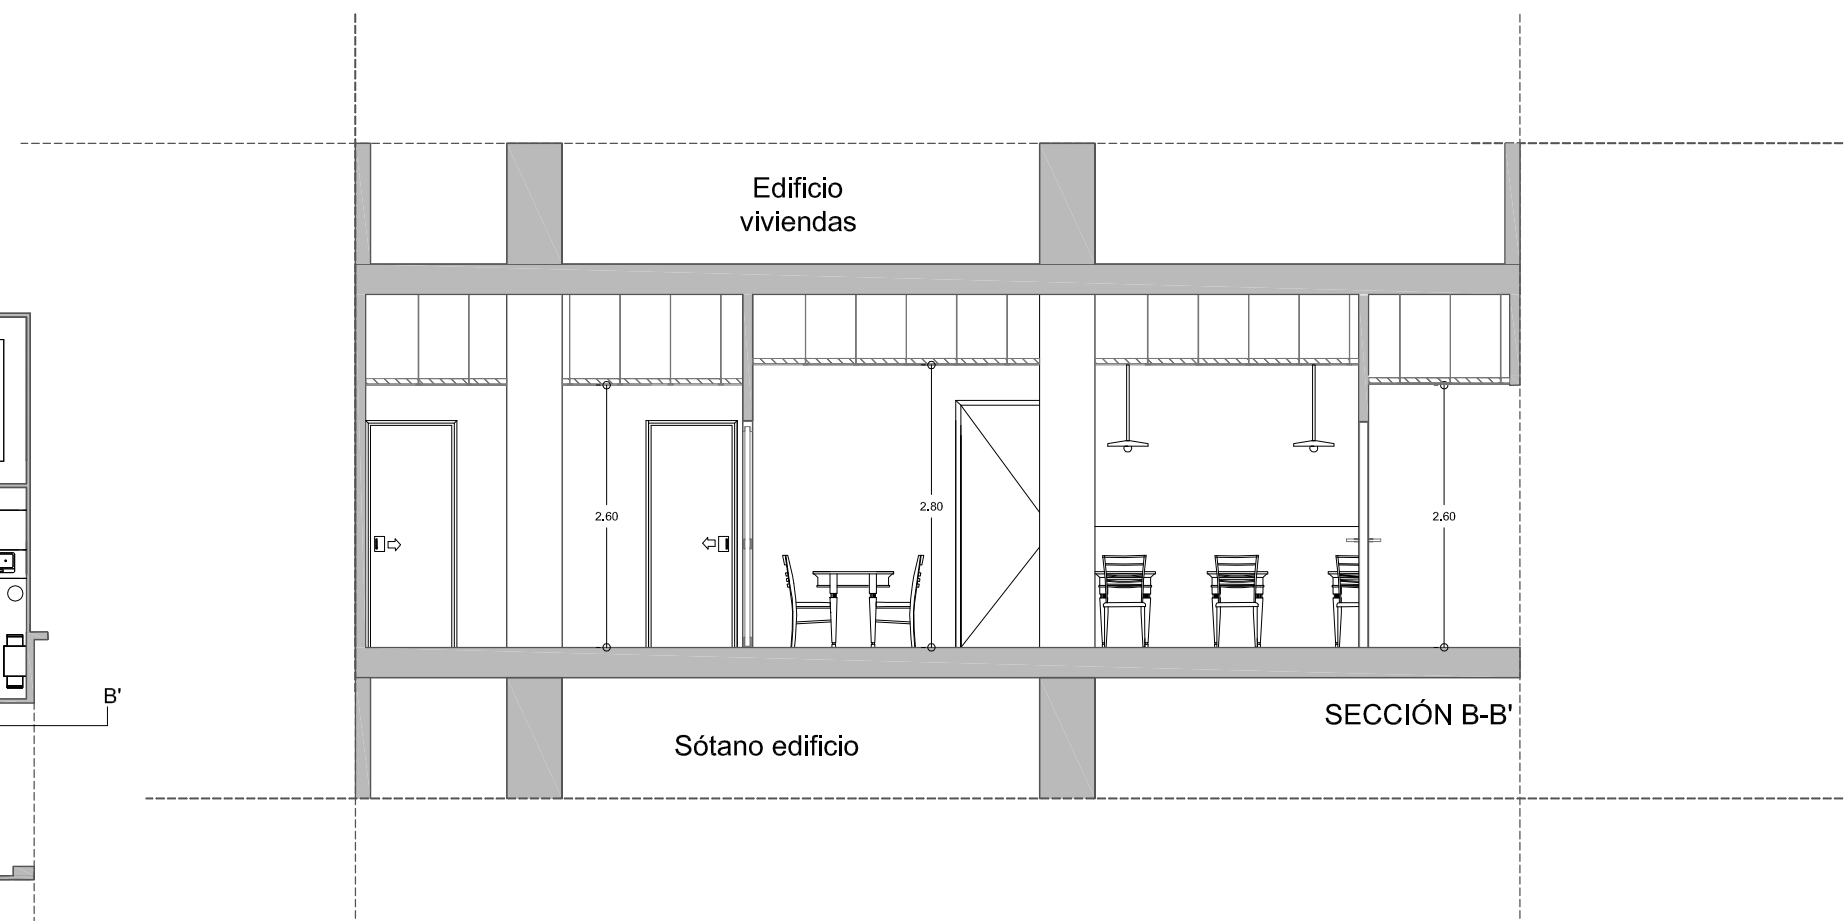 Edificio
viviendas
2.60
2.80
2.60
B'
SECCIÓN B-B'
Sótano edificio